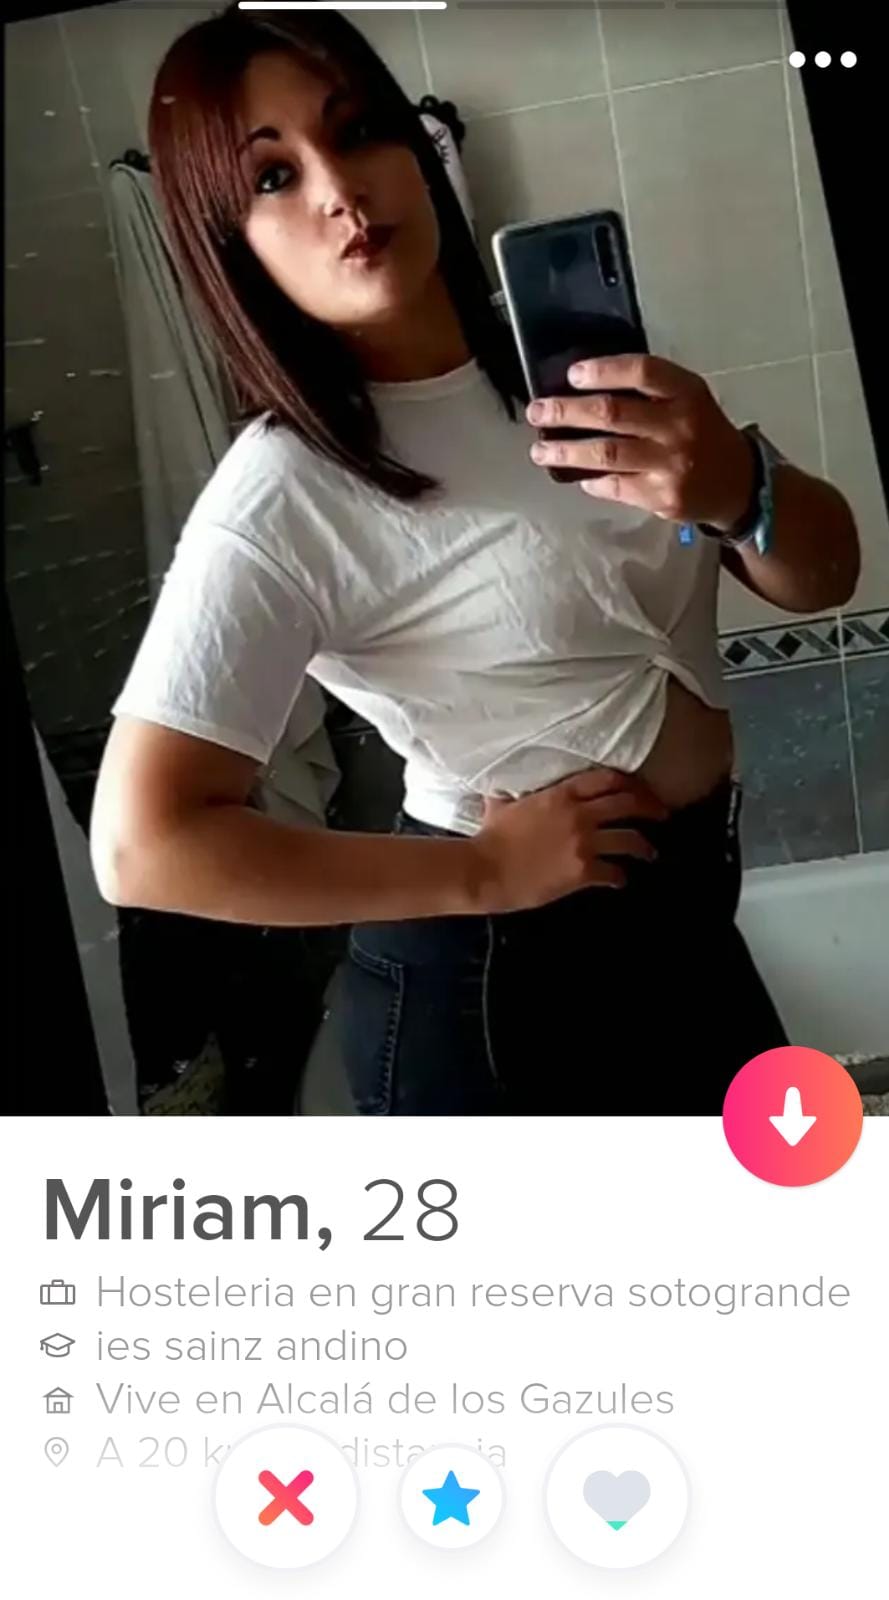 Miriam, 28
Hosteleria en gran reserva sotogrande
ies sainz andino
Vive en Alcalá de los Gazules
A 20